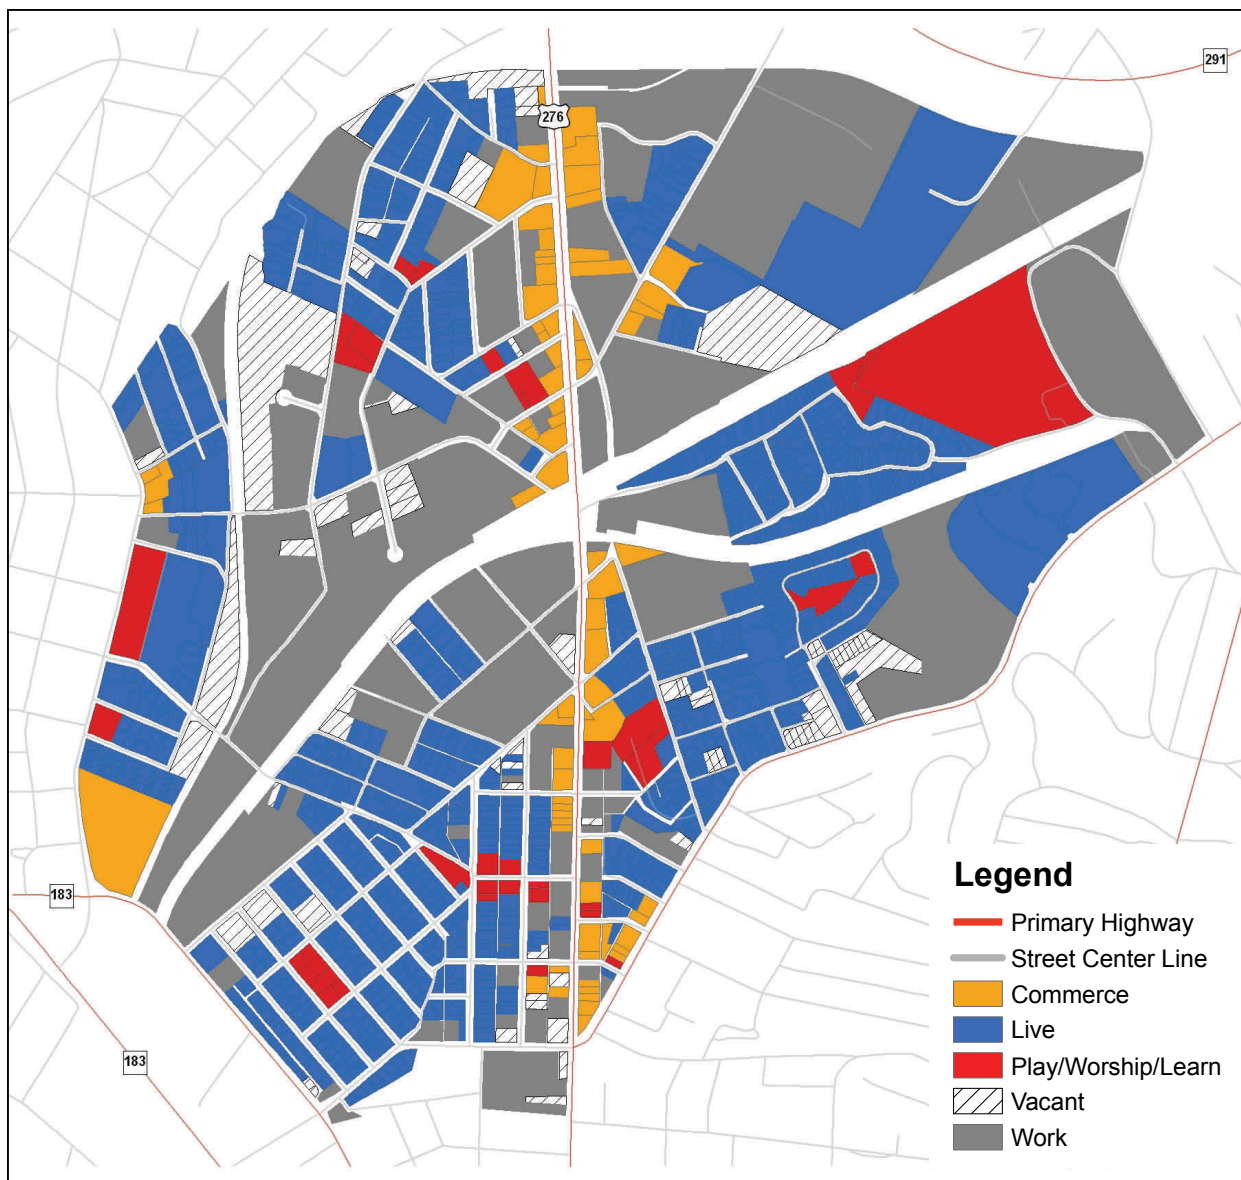 291
276
183
183
Legend
Primary Highway
Street Center Line
Commerce
Live
Play/Worship/Learn
Vacant
Work